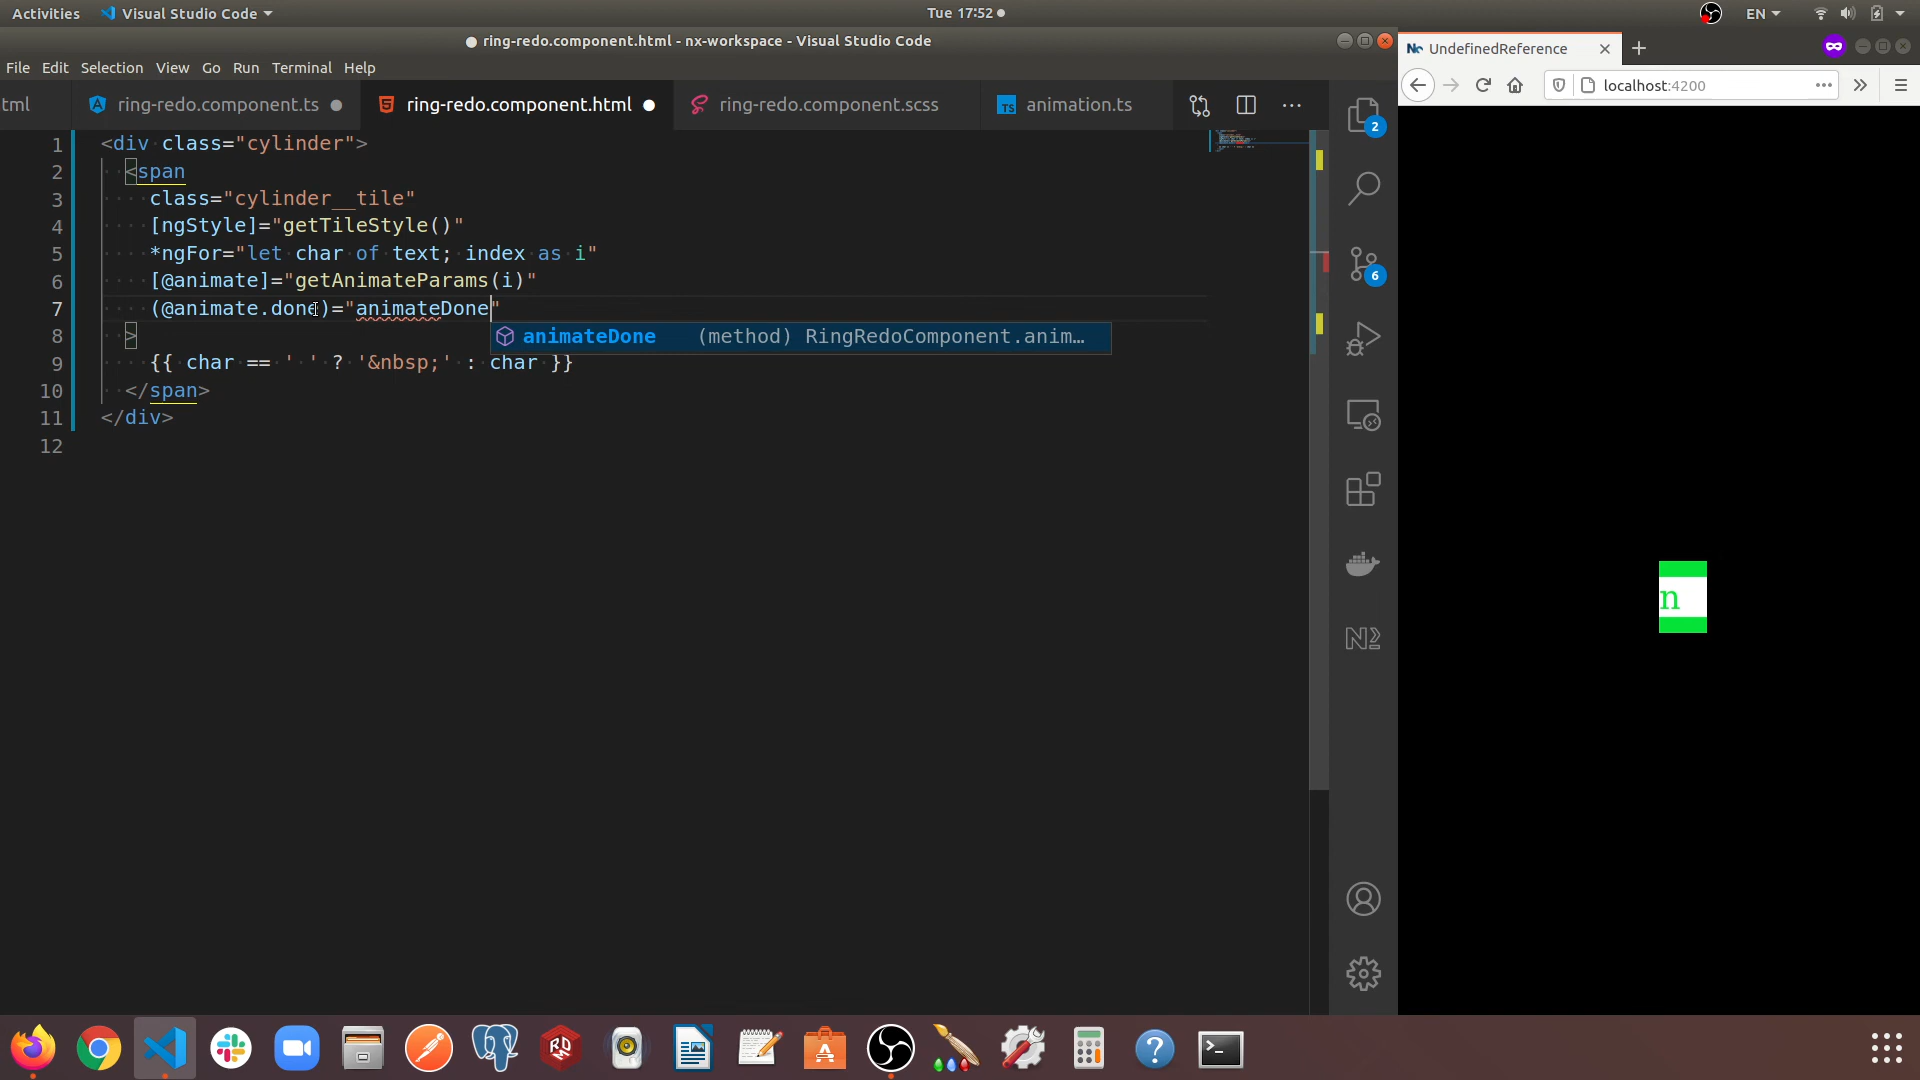 Activities Visual Studio Code Tue 17:52 EN
ring-redo.component.html - nx-workspace - Visual Studio Code
File Edit Selection View Go Run Terminal Help
tml ring-redo.component.ts ring-redo.component.html ring-redo.component.scss TS animation.ts
1 <div class="cylinder">
2 <span
3 class="cylinder__tile"
4 [ngStyle]="getTileStyle()"
5 *ngFor="let char of text; index as i"
6 [@animate]="getAnimateParams(i)"
7 (@animate.done)="animateDone"
animateDone (method) RingRedoComponent.anim…
8 >
9 {{ char == ' ' ? '&nbsp;' : char }}
10 </span>
11 </div>
12
2
6
UndefinedReference
localhost:4200
n